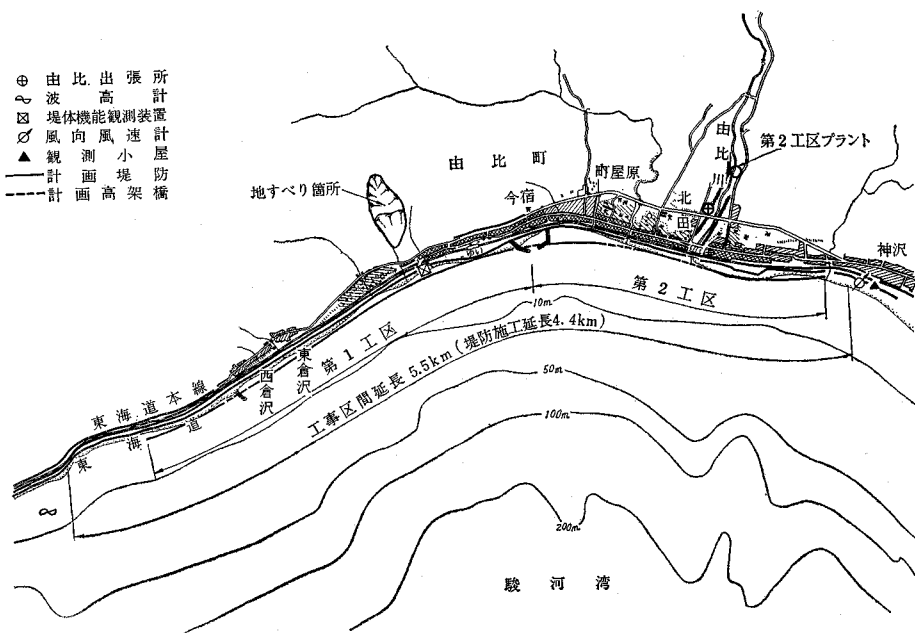 由比出張所
波高計
堤体機能観測装置
風向風速計
観測小屋
計画堤防
計画高架橋
地すべり箇所
由比町
今宿
町屋原
北田
由比川
第2工区プラント
神沢
第2工区
10m
第1工区
工事区間延長5.5km(堤防施工延長4.4km)
東倉沢
西倉沢
東海道本線
東海道
50m
100m
200m
駿河湾